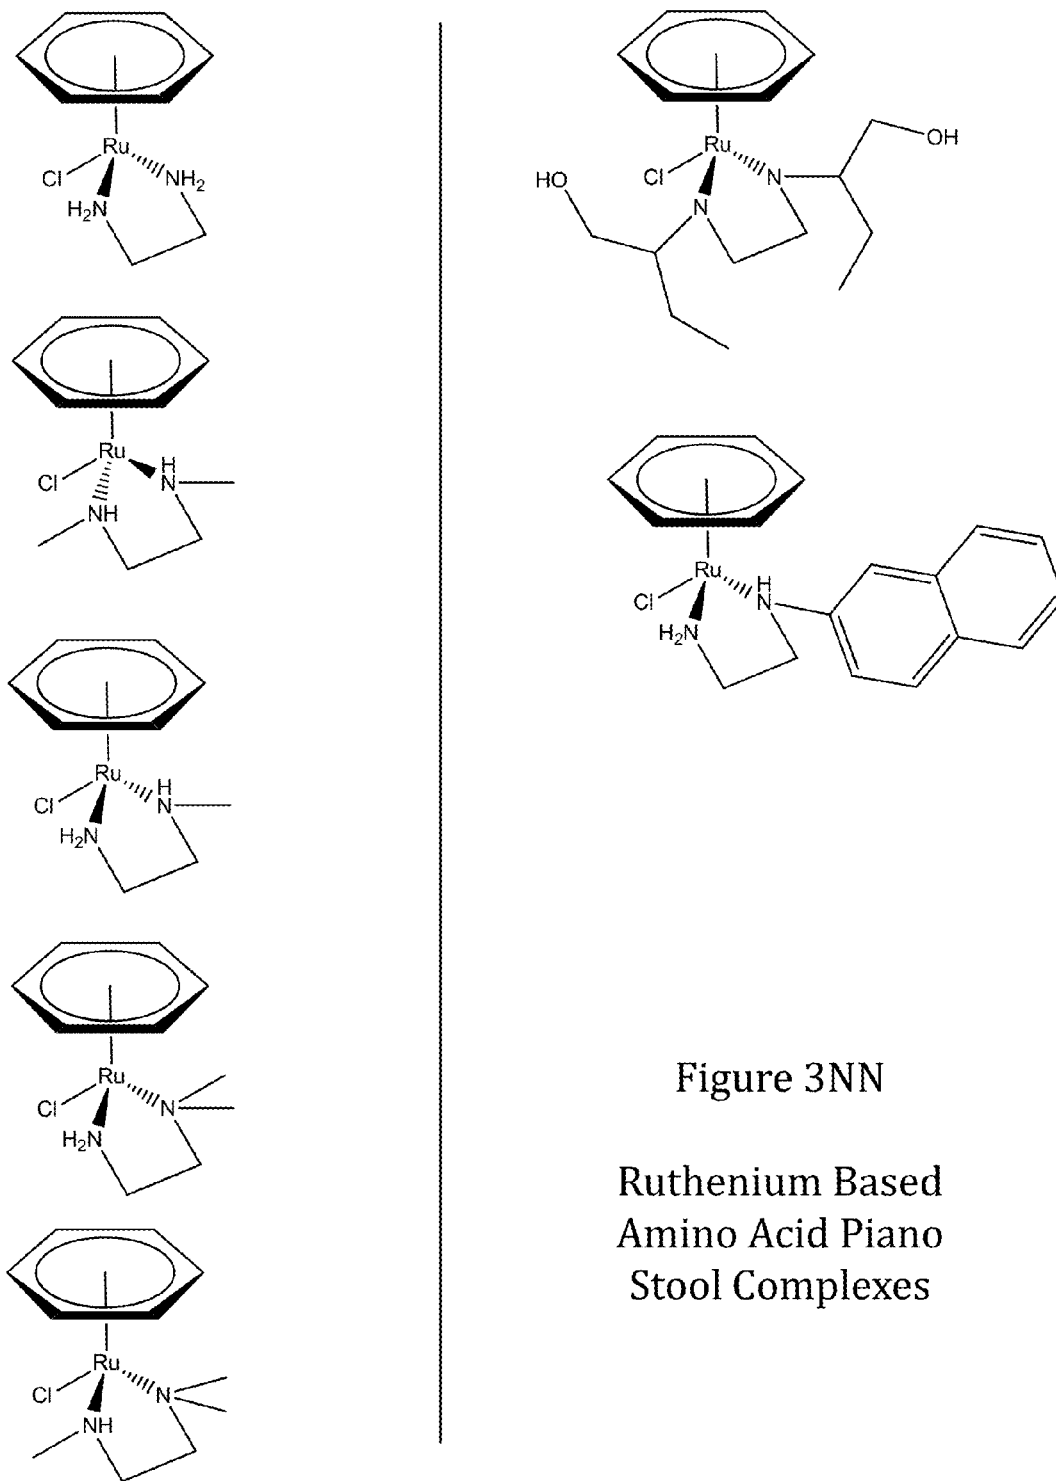 Ru
Cl
NH2
H2N
Ru
Cl
H
N
NH
Ru
Cl
H
N
H2N
Ru
Cl
N
H2N
Ru
Cl
N
NH
Ru
OH
Cl
N
HO
N
Ru
Cl
H
N
H2N
Figure 3NN
Ruthenium Based
Amino Acid Piano
Stool Complexes